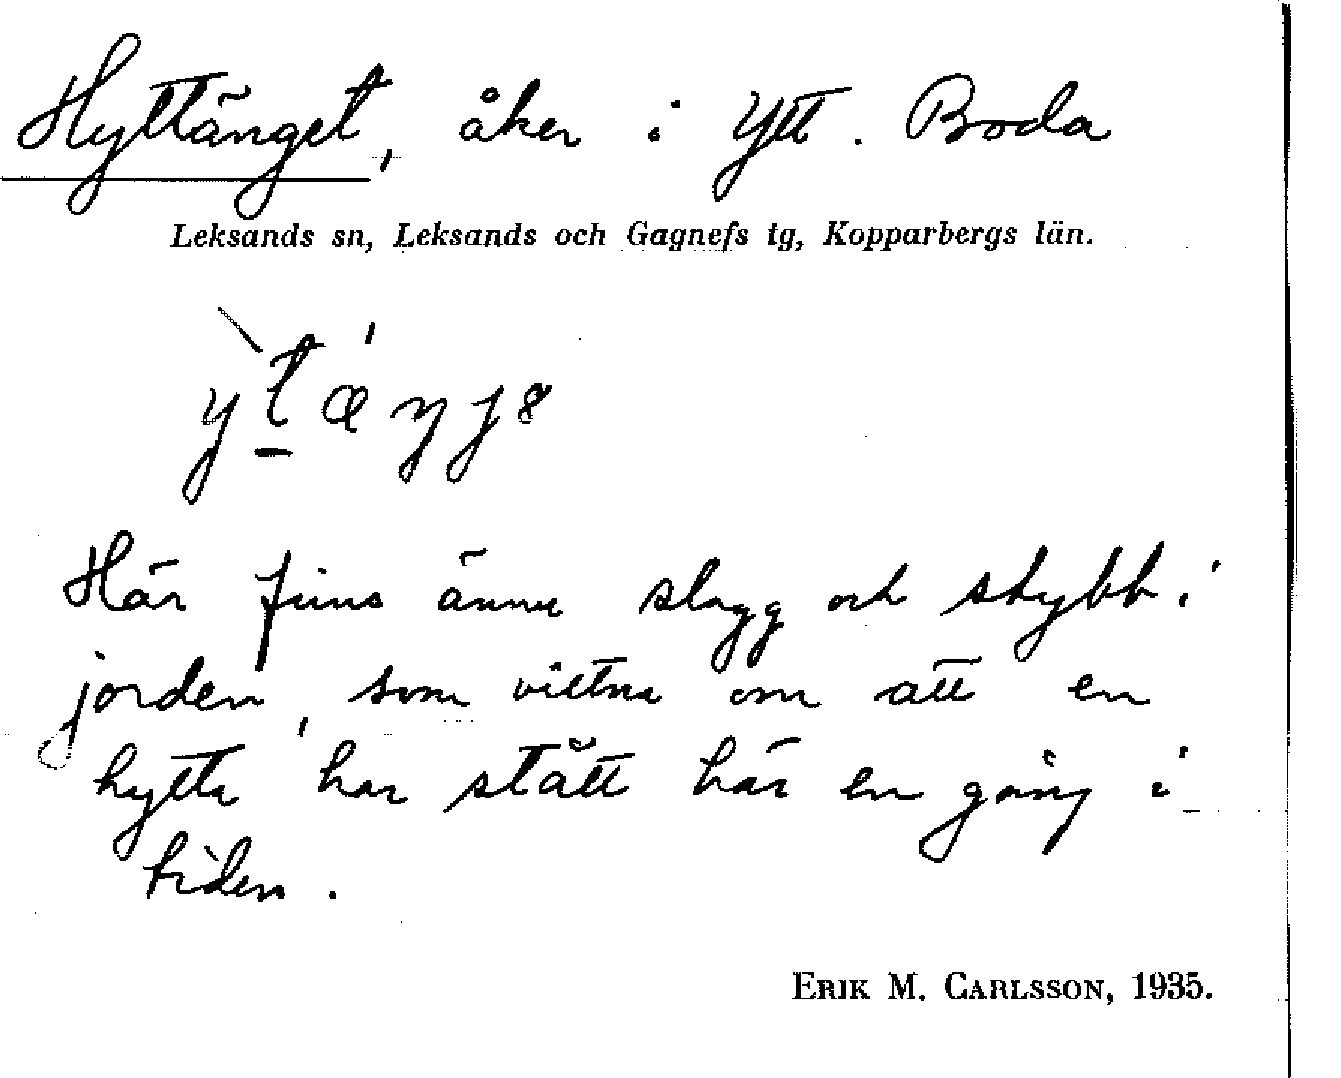 Hyttänget, åker i Ytt. Boda
Leksands sn, Leksands och Gagnefs tg, Kopparbergs län.
Här finns ännu slagg och stybb i
jorden, som vittna om att en
hytta har stått här en gång i
tiden.
ERIK M. CARLSSON, 1935.